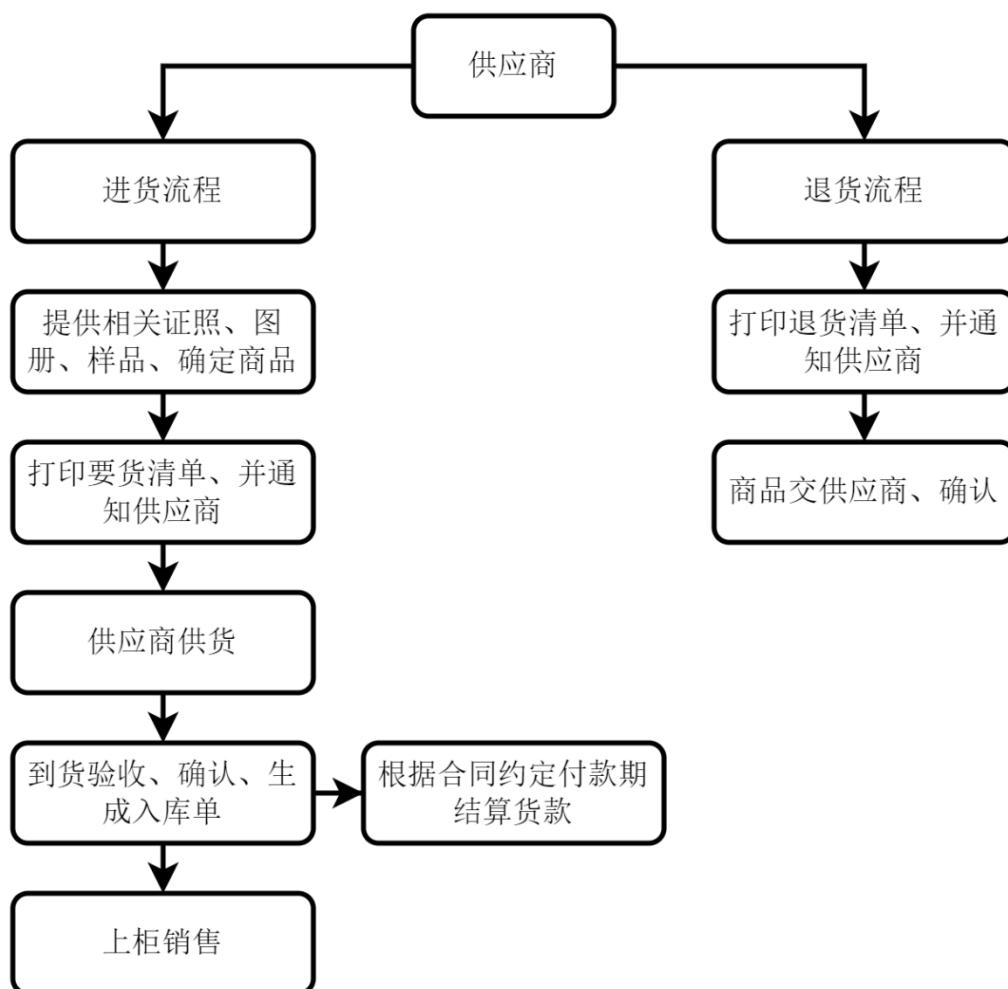 供应商
进货流程
退货流程
提供相关证照、图
册、样品、确定商品
打印退货清单、并通
知供应商
打印要货清单、并通
知供应商
商品交供应商、确认
供应商供货
到货验收、确认、生
成入库单
根据合同约定付款期
结算货款
上柜销售